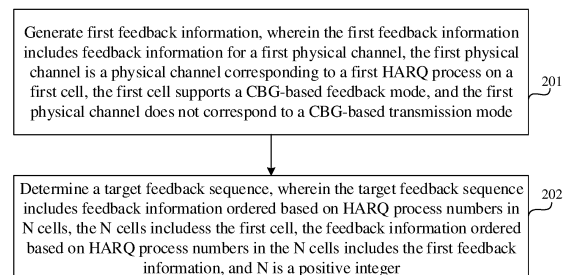 Generate first feedback information, wherein the first feedback information
includes feedback information for a first physical channel, the first physical
channel is a physical channel corresponding to a first HARQ process on a
first cell, the first cell supports a CBG-based feedback mode, and the first
physical channel does not correspond to a CBG-based transmission mode
201
Determine a target feedback sequence, wherein the target feedback sequence
includes feedback information ordered based on HARQ process numbers in
N cells, the N cells includess the first cell, the feedback information ordered
based on HARQ process numbers in the N cells includes the first feedback
information, and N is a positive integer
202